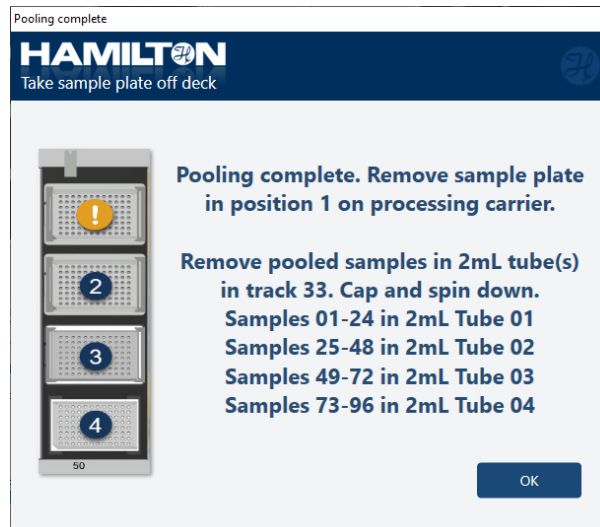 Pooling complete
HAMILTON
Take sample plate off deck
!
2
3
4
50
Pooling complete. Remove sample plate
in position 1 on processing carrier.
Remove pooled samples in 2mL tube(s)
in track 33. Cap and spin down.
Samples 01-24 in 2mL Tube 01
Samples 25-48 in 2mL Tube 02
Samples 49-72 in 2mL Tube 03
Samples 73-96 in 2mL Tube 04
OK